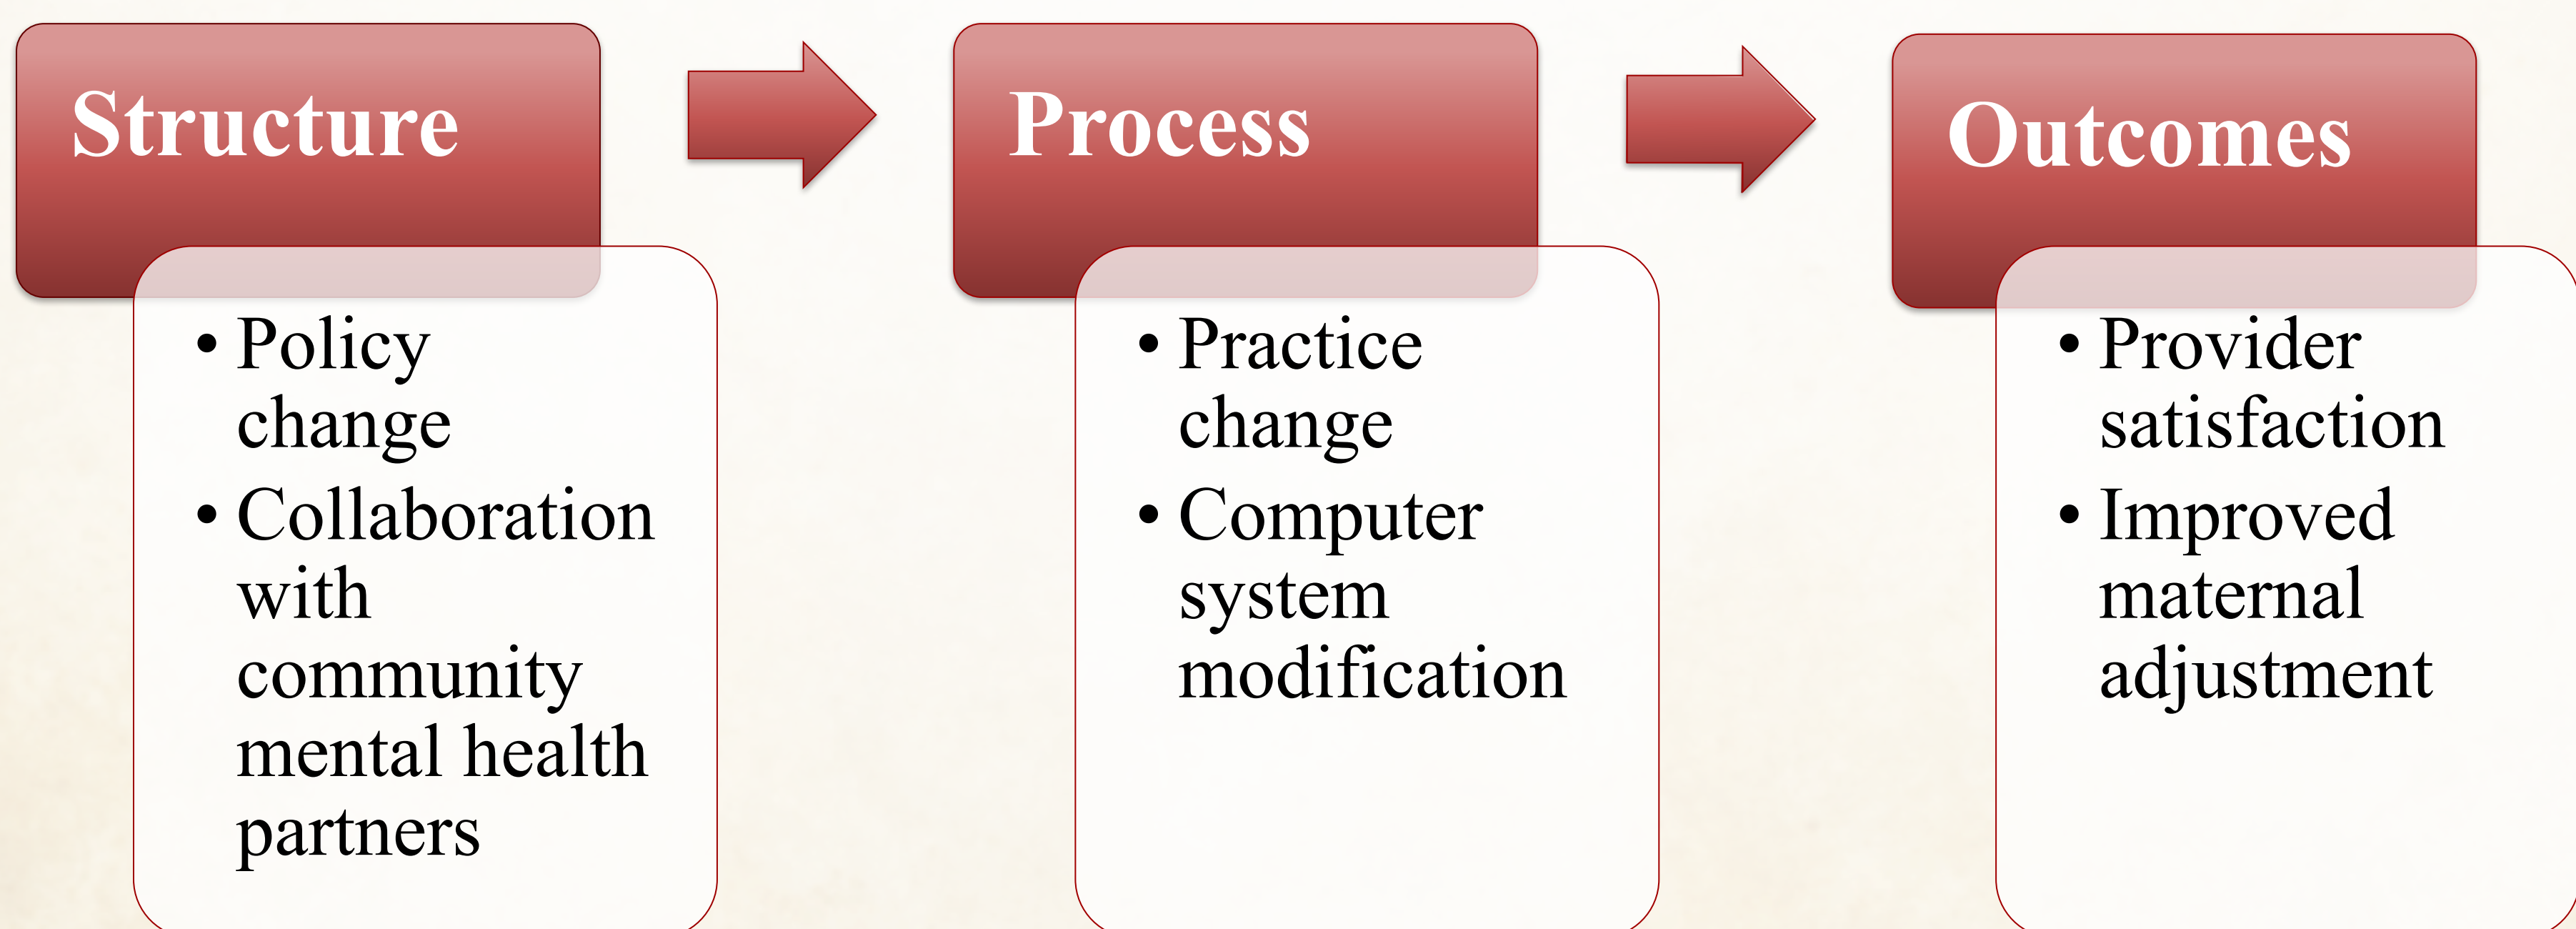 Structure
• Policy
change
• Collaboration
with
community
mental health
partners
Process
• Practice
change
• Computer
system
modification
Outcomes
• Provider
satisfaction
• Improved
maternal
adjustment